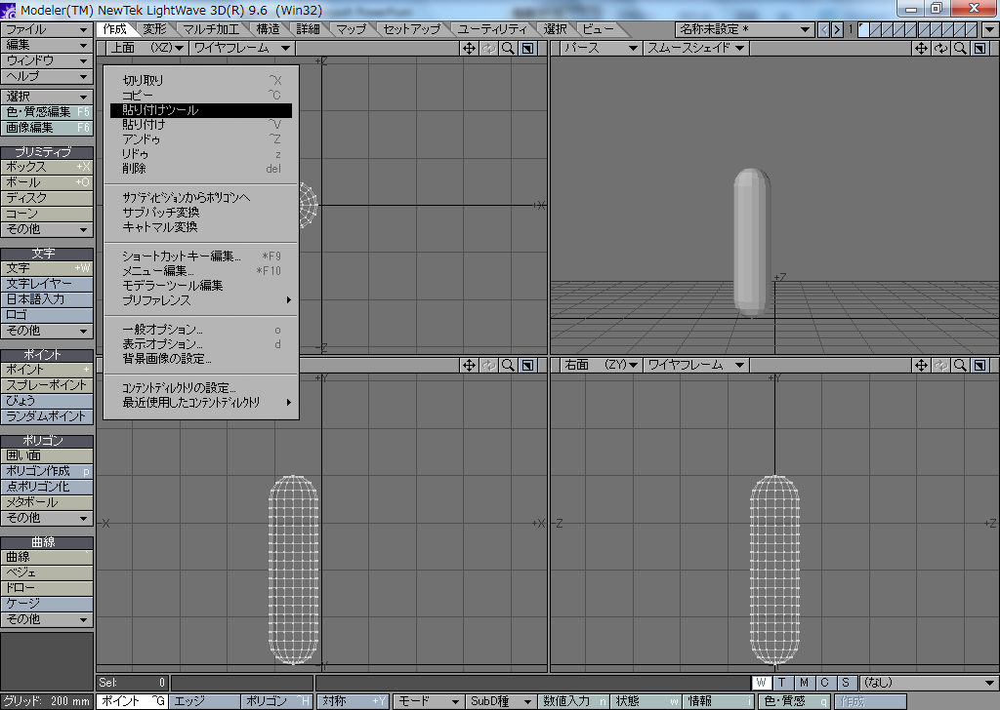 Modeler(TM) NewTek LightWave 3D(R) 9.6 (Win32)
ファイル
編集
ウィンドウ
ヘルプ
選択
色・質感編集 F5
画像編集 F6
プリミティブ
ボックス +X
ボール +O
ディスク
コーン
その他
文字
文字 +W
文字レイヤー
日本語入力
ロゴ
その他
ポイント
ポイント +
スプレーポイント
びょう
ランダムポイント
ポリゴン
囲い面
ポリゴン作成 p
点ポリゴン化
メタボール
その他
曲線
曲線
ベジェ
ドロー
ケージ
その他
グリッド: 200 mm
作成 変形 マルチ加工 構造 詳細 マップ セットアップ ユーティリティ 選択 ビュー
名称未設定 * < > 1
上面 (XZ) ワイヤフレーム
パース スムースシェイド
切り取り ^X
コピー ^C
貼り付けツール
貼り付け ^V
アンドゥ ^Z
リドゥ z
削除 del
サブディビジョンからポリゴンへ
サブパッチ変換
キャトマル変換
ショートカットキー編集... *F9
メニュー編集... *F10
モデラーツール編集
プリファレンス
一般オプション... o
表示オプション... d
背景画像の設定...
コンテントディレクトリの設定...
最近使用したコンテントディレクトリ
+Z
+X
-Z
+Z
右面 (ZY) ワイヤフレーム
+Y
-X
+X
-Y
+Y
-Z
+Z
-Y
Sel: 0
W T M C S (なし)
ポイント ^G エッジ ポリゴン ^H 対称 +Y モード SubD種 数値入力 n 状態 w 情報 i 色・質感 q 作成